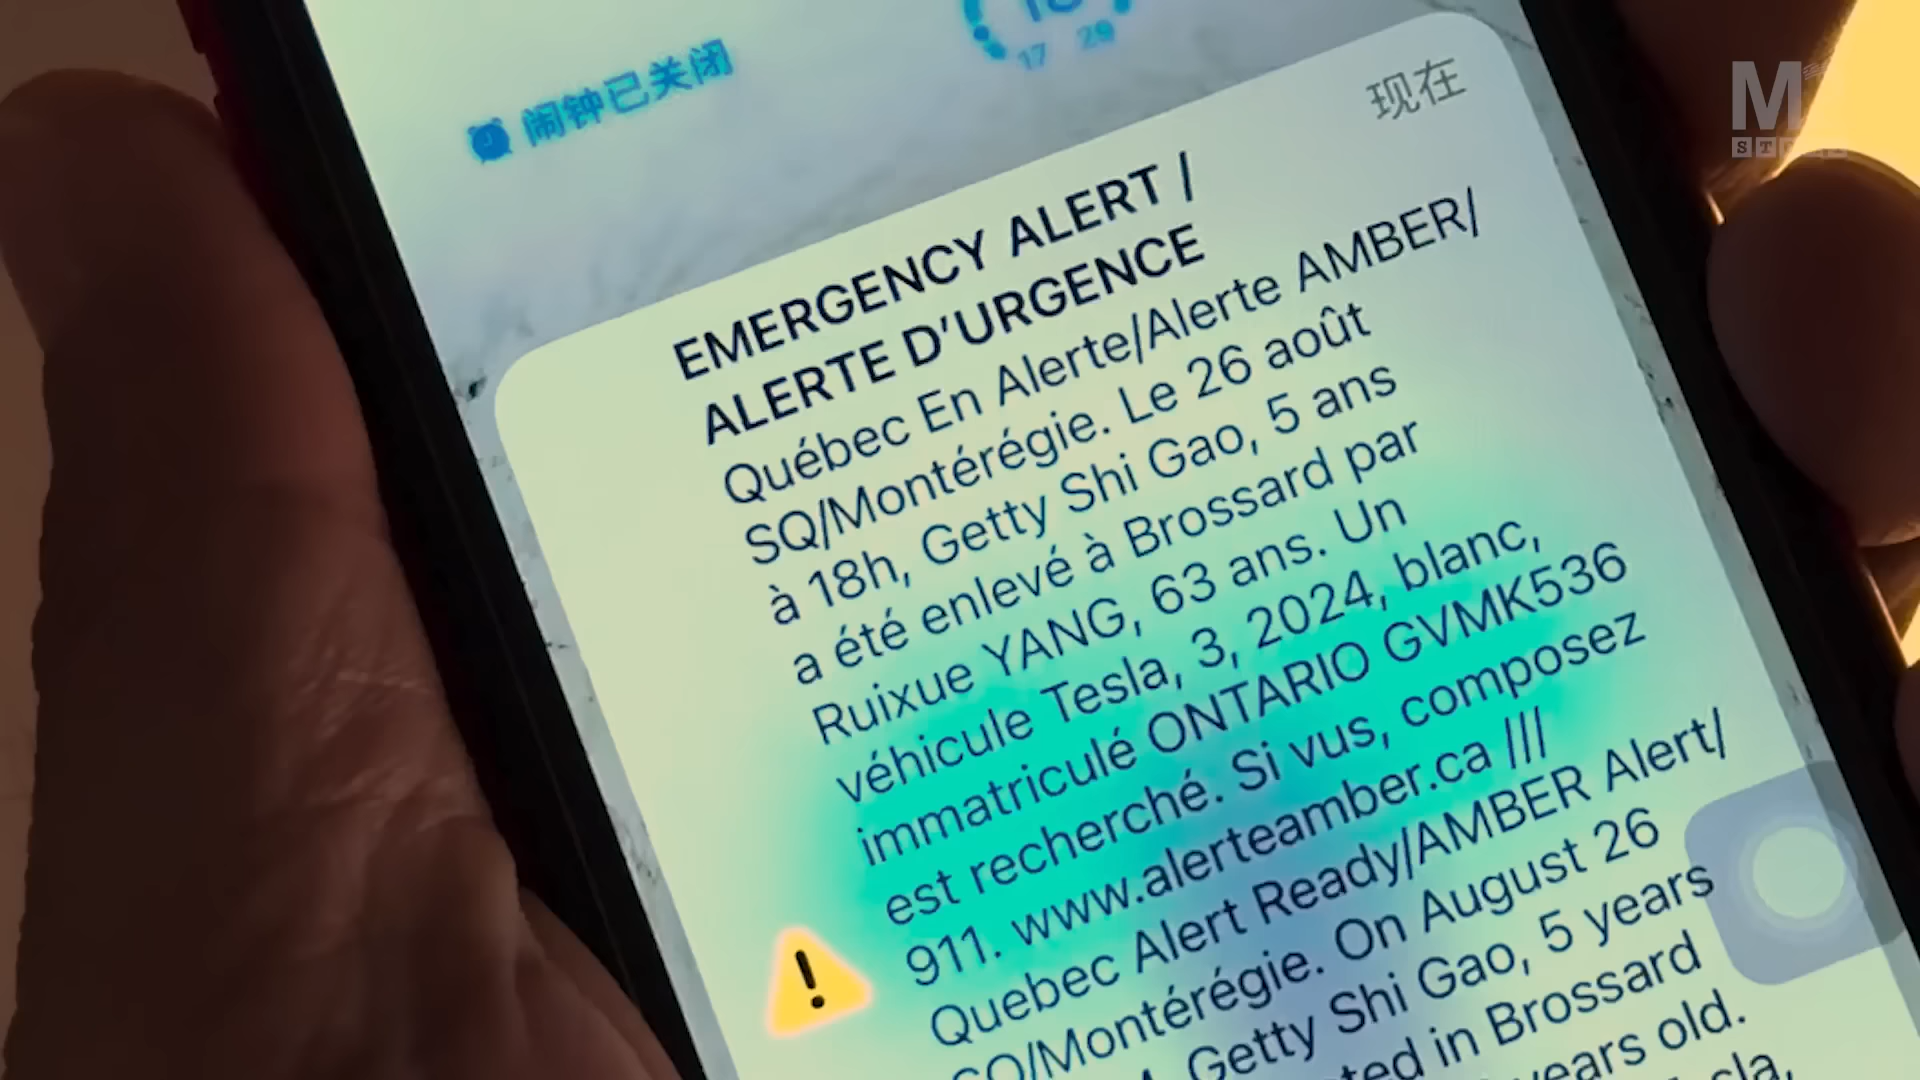 17 29
闹钟已关闭
现在
M
EMERGENCY ALERT /
ALERTE D'URGENCE
Québec En Alerte/Alerte AMBER/
SQ/Montérégie. Le 26 août
à 18h, Getty Shi Gao, 5 ans
a été enlevé à Brossard par
Ruixue YANG, 63 ans. Un
véhicule Tesla, 3, 2024, blanc,
immatriculé ONTARIO GVMK536
est recherché. Si vus, composez
911. www.alerteamber.ca ///
Quebec Alert Ready/AMBER Alert/
SQ/Montérégie. On August 26
Getty Shi Gao, 5 years
in Brossard
years old.